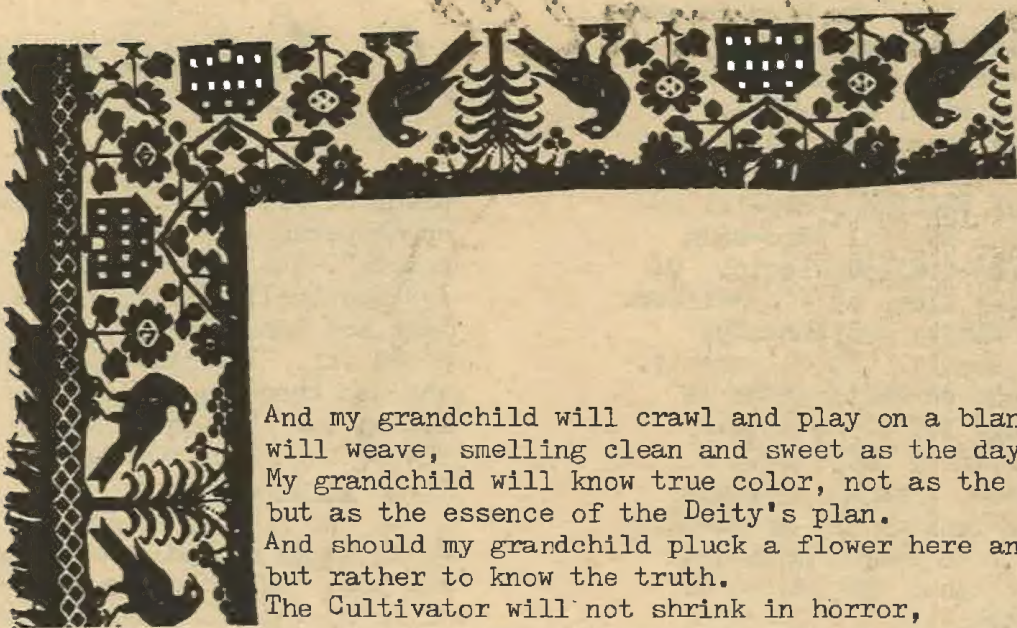 And my grandchild will crawl and play on a
will weave, smelling clean and sweet as the day
My grandchild will know true color, not as the
but as the essence of the Deity's plan.
And should my grandchild pluck a flower here
but rather to know the truth.
The Cultivator will not shrink in horror,